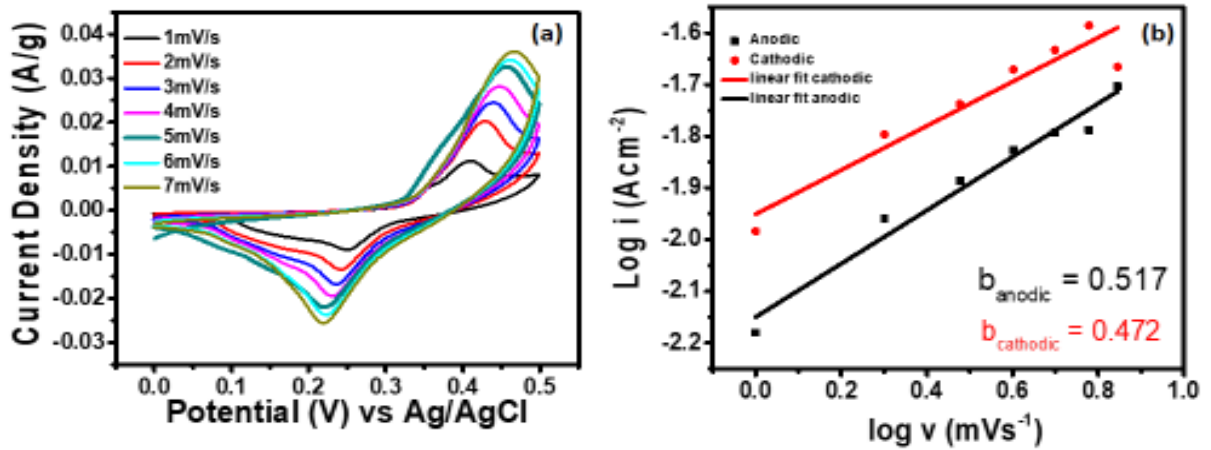 (a)
1mV/s
2mV/s
3mV/s
4mV/s
5mV/s
6mV/s
7mV/s
Current Density (A/g)
0.04
0.03
0.02
0.01
0.00
-0.01
-0.02
-0.03
0.0 0.1 0.2 0.3 0.4 0.5
Potential (V) vs Ag/AgCl
(b)
Anodic
Cathodic
linear fit cathodic
linear fit anodic
Log i (Acm⁻²)
-1.6
-1.7
-1.8
-1.9
-2.0
-2.1
-2.2
b_anodic = 0.517
b_cathodic = 0.472
0.0 0.2 0.4 0.6 0.8 1.0
log v (mVs⁻¹)